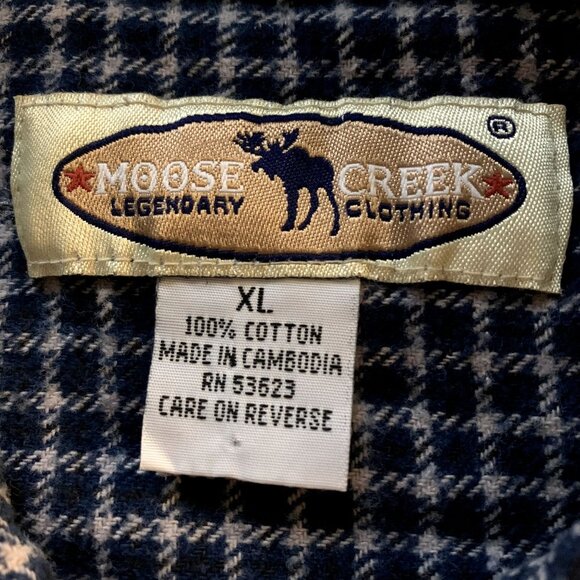 ®
MOOSE CREEK
LEGENDARY CLOTHING
XL
100% COTTON
MADE IN CAMBODIA
RN 53623
CARE ON REVERSE